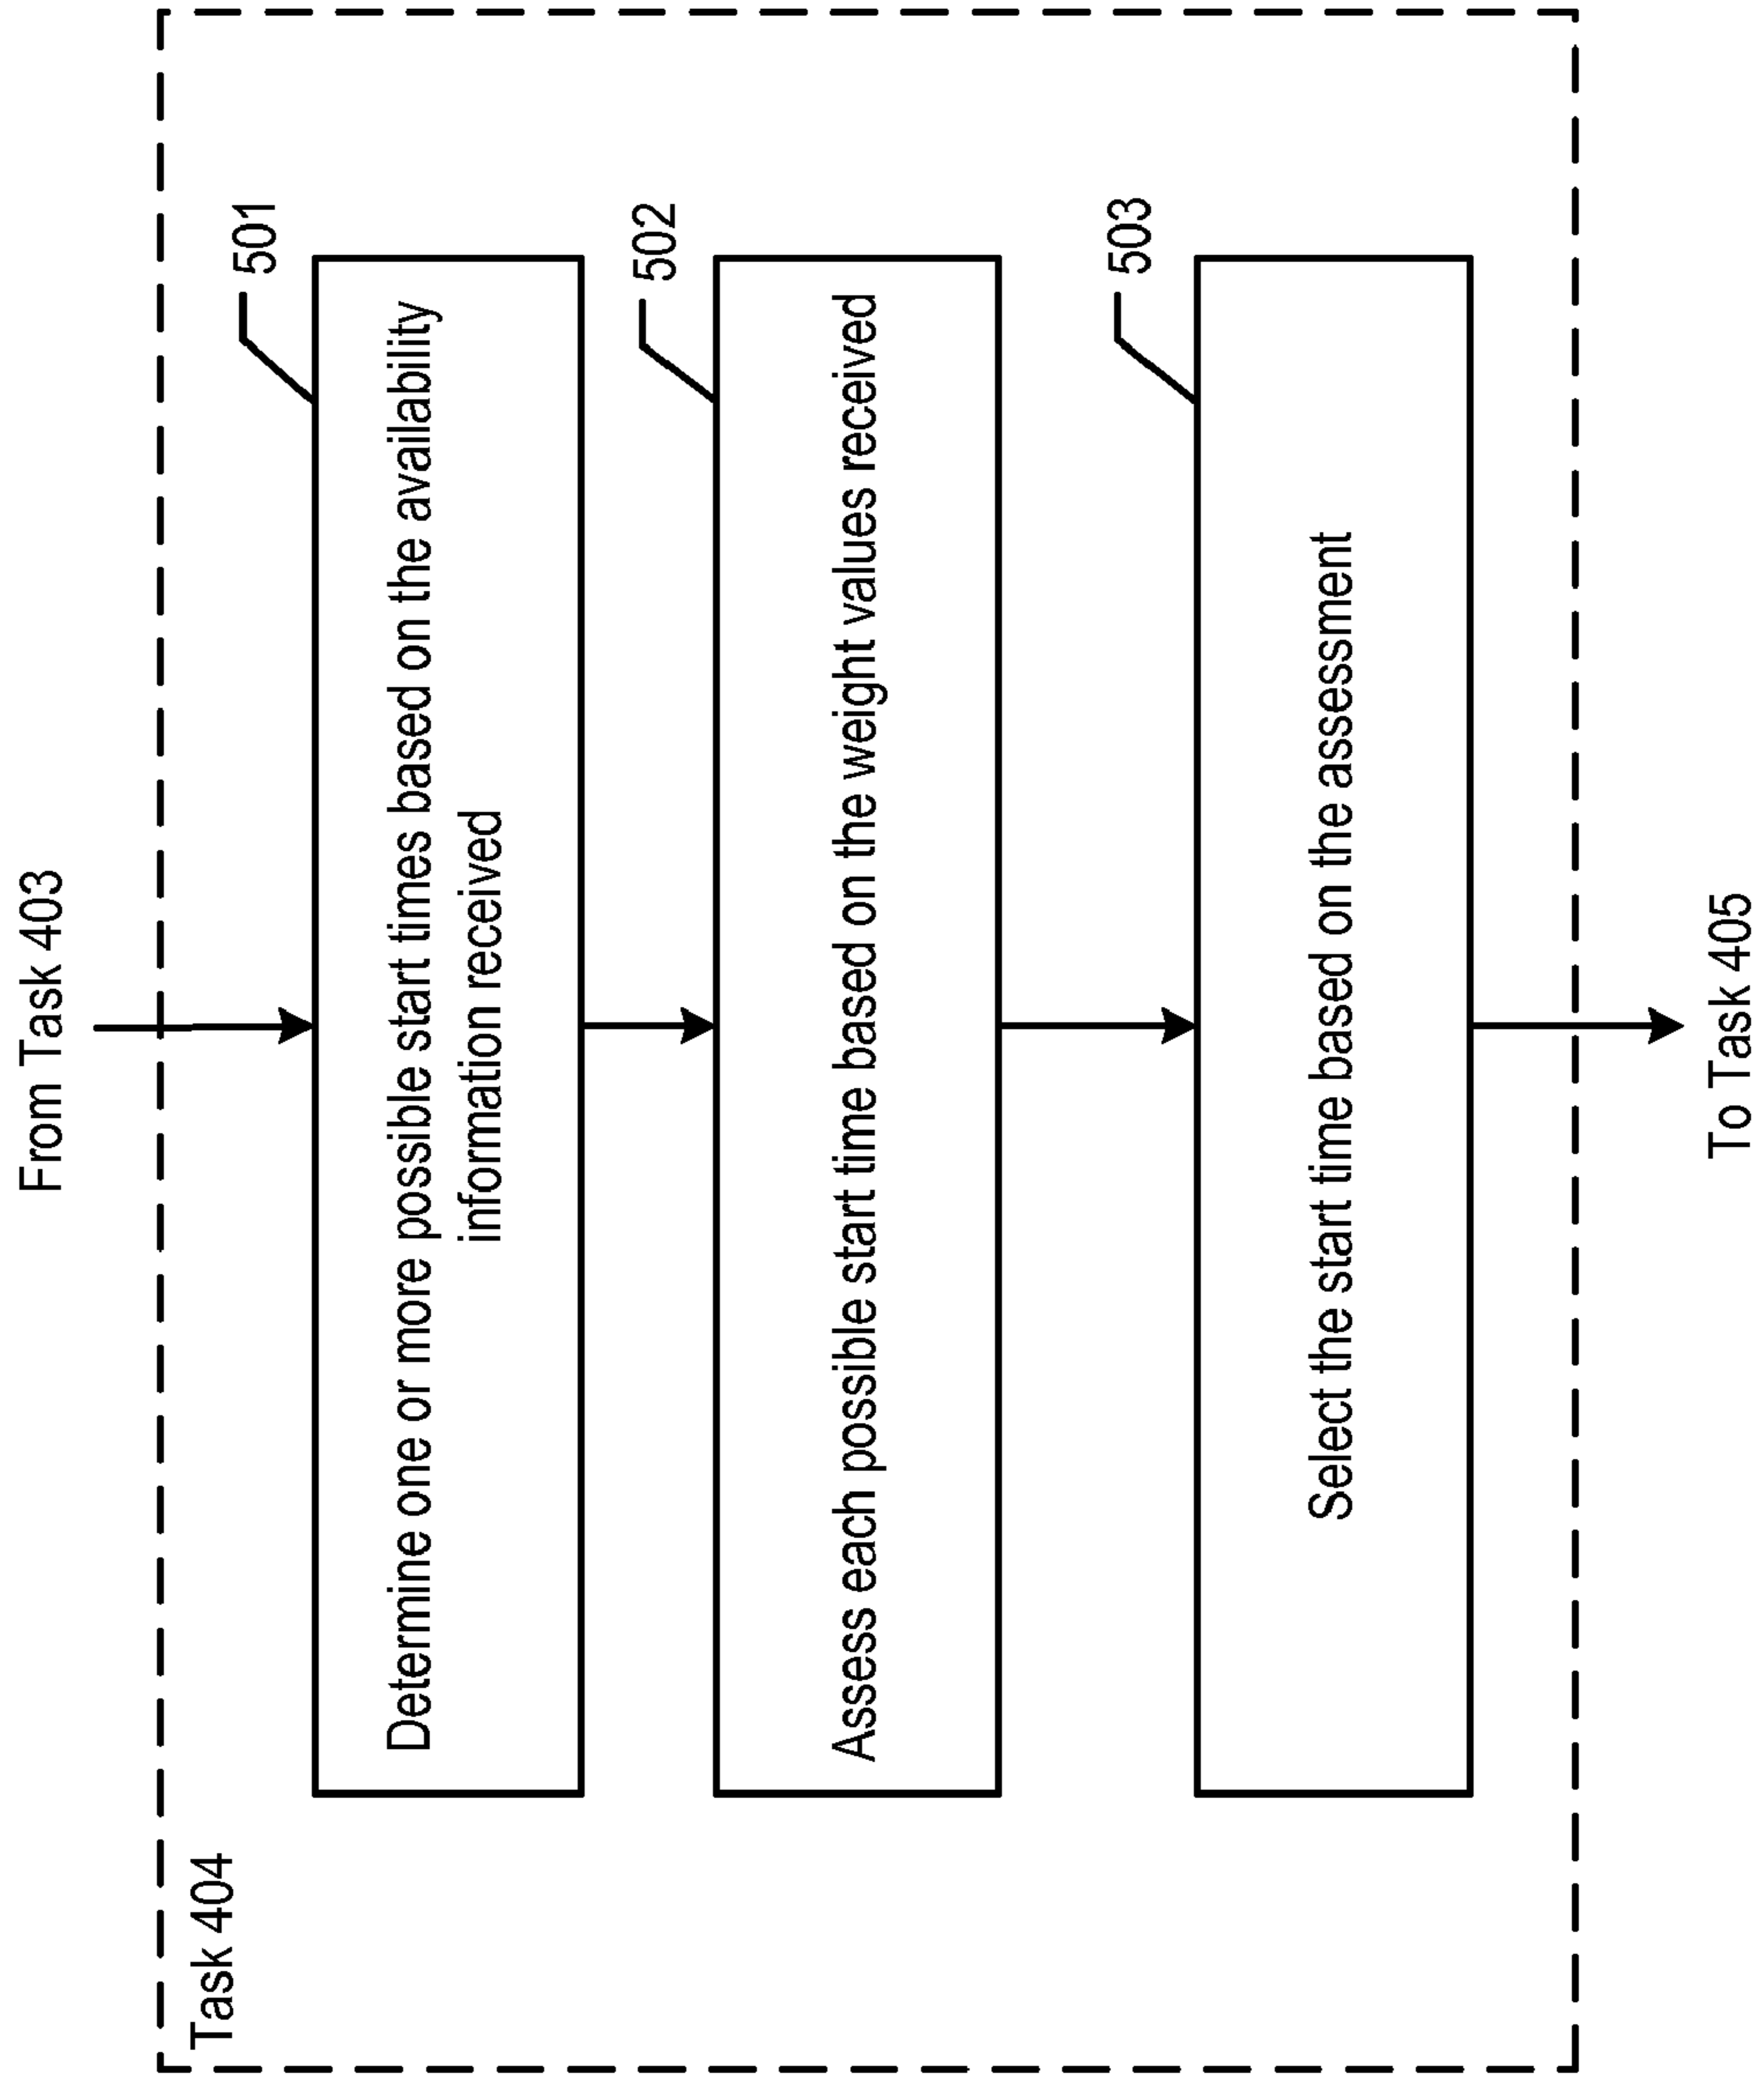 From Task 403
Task 404
501
Determine one or more possible start times based on the availability
information received
502
Assess each possible start time based on the weight values received
503
Select the start time based on the assessment
To Task 405